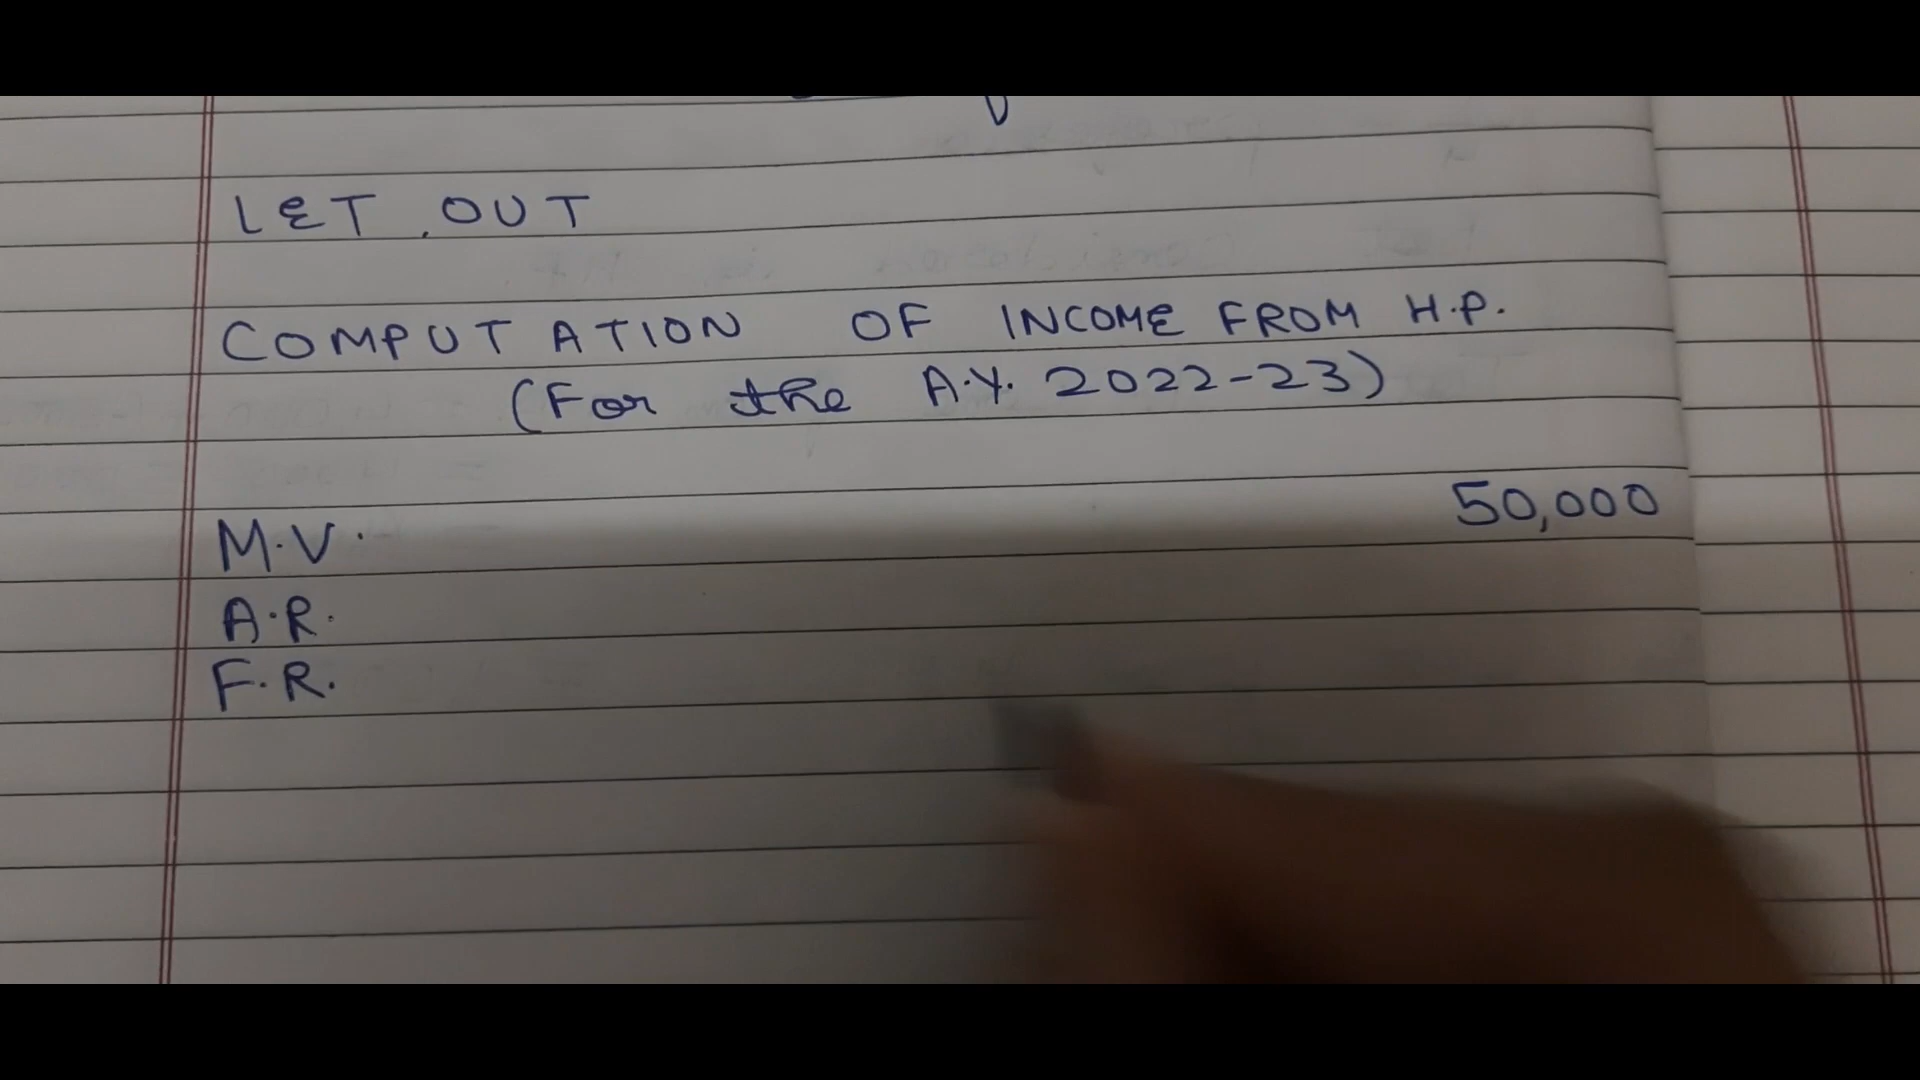 LET OUT
COMPUTATION OF INCOME FROM H.P.
(For the A.Y. 2022-23)
M.V. 50,000
A.R.
F.R.